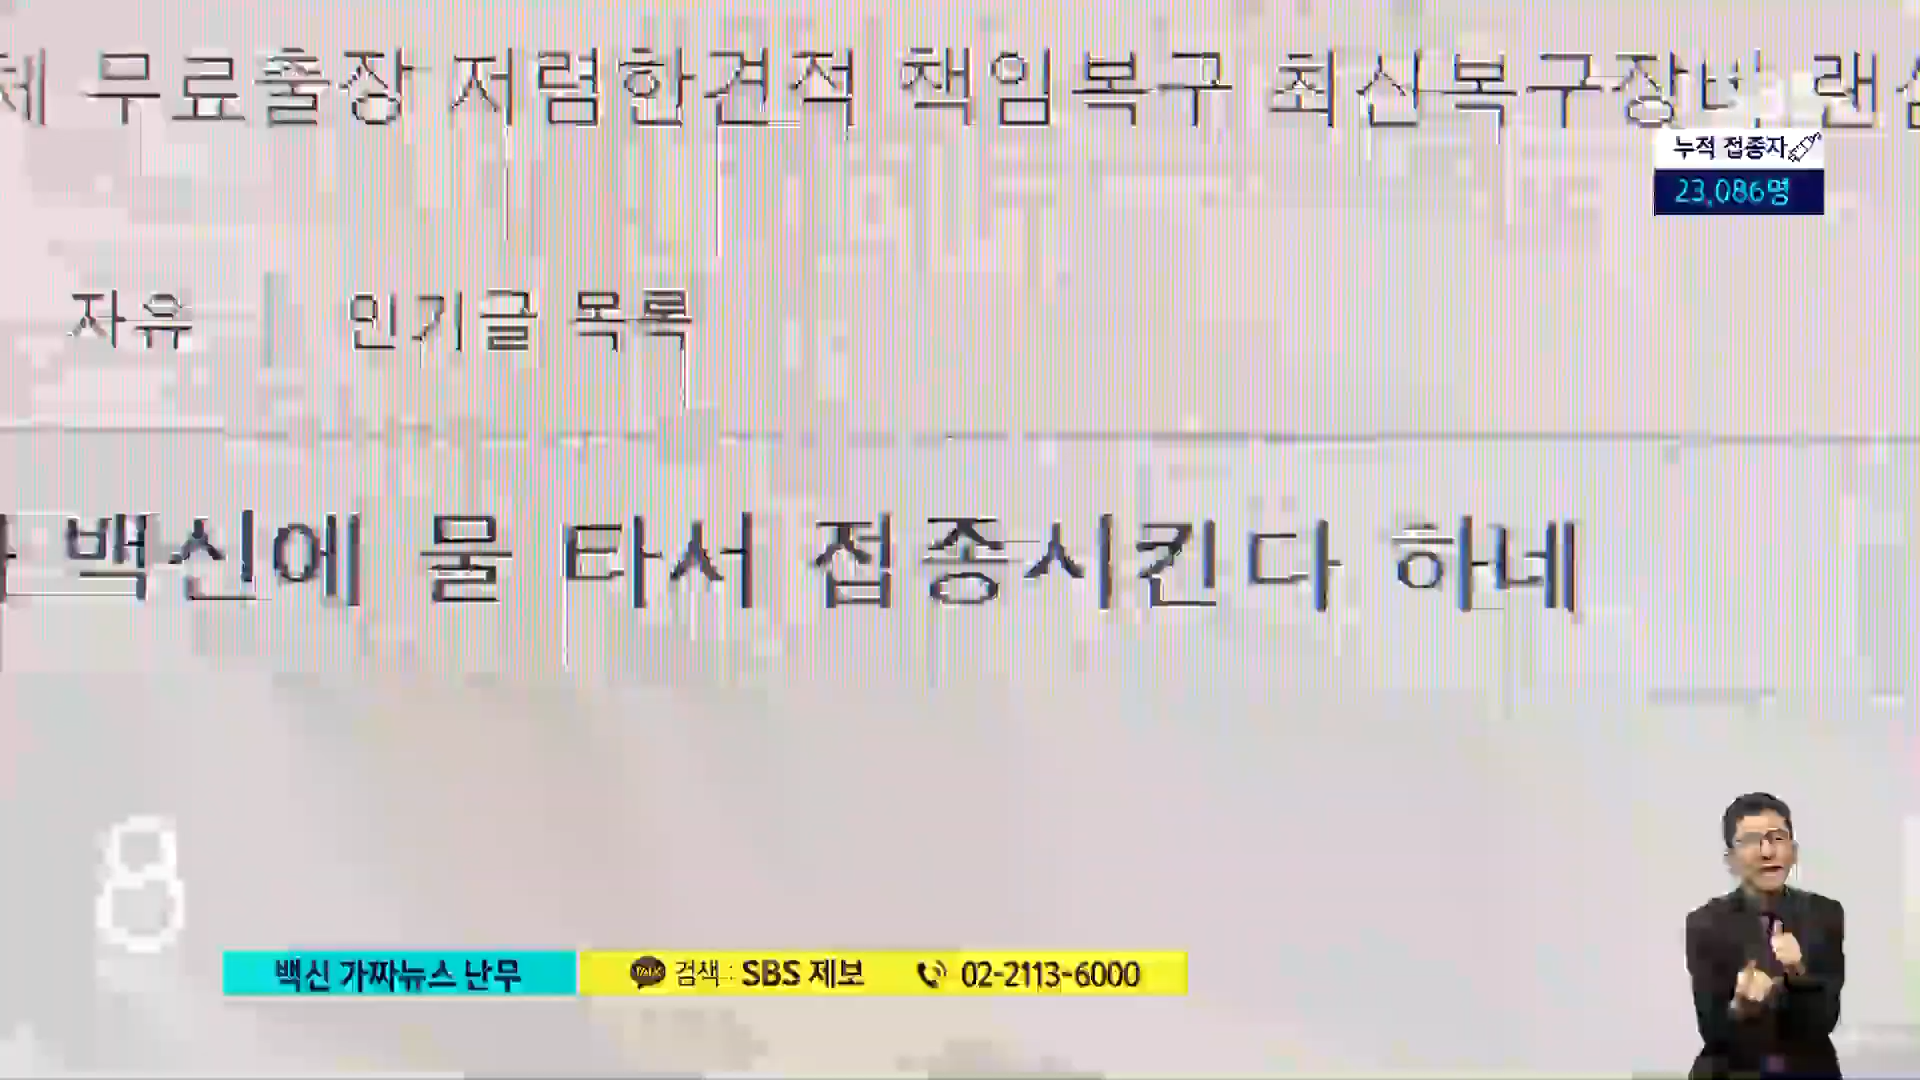 체 무료출장 저렴한견적 책임복구 최신복구장비 랜섬
누적 접종자
23,086명
자유 | 인기글 목록
백신에 물 타서 접종시킨다 하네
8
백신 가짜뉴스 난무
TALK 검색 : SBS 제보 02-2113-6000